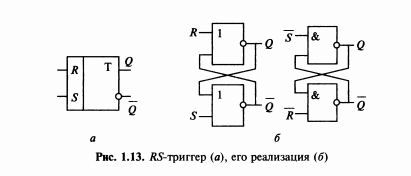 R T Q
S Q̅
а
R 1 Q
S 1 Q̅
S̅ & Q
R̅ & Q̅
б
Рис. 1.13. RS-триггер (а), его реализация (б)